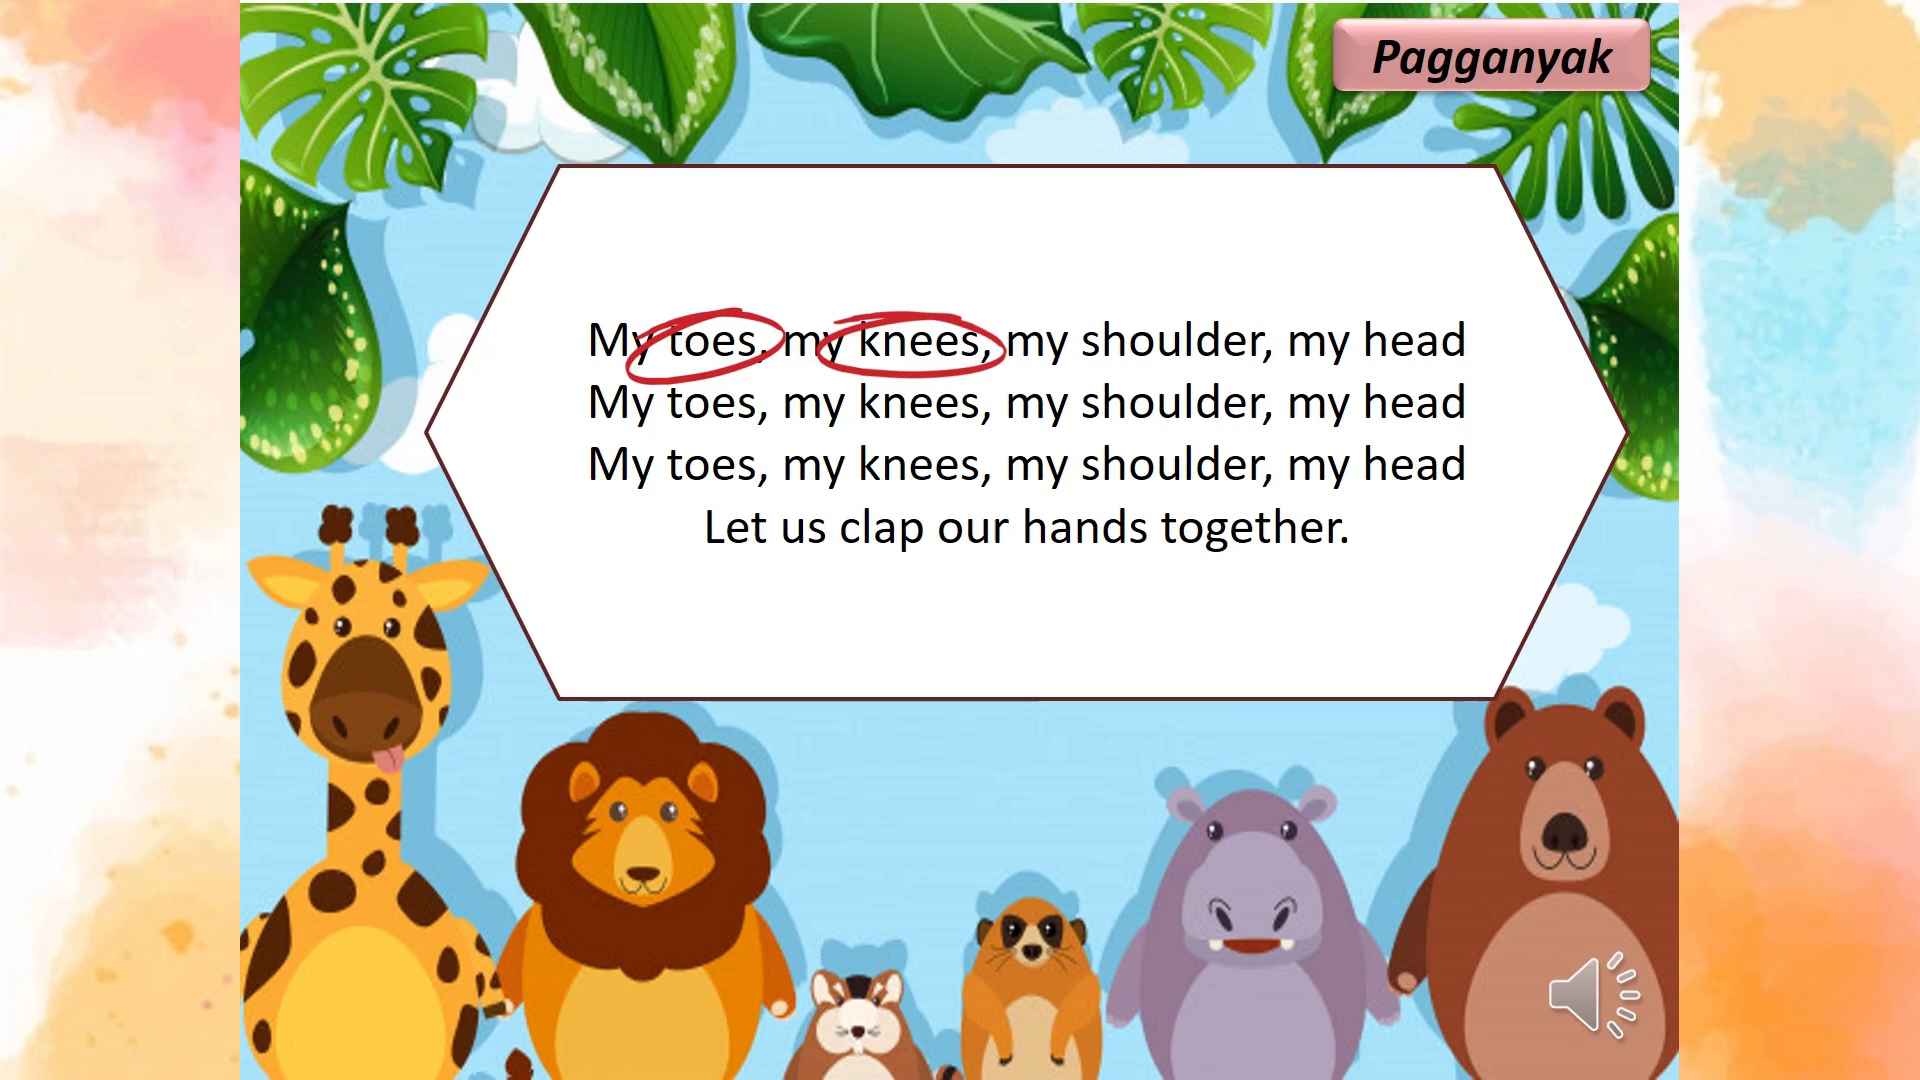 Pagganyak
My toes, my knees, my shoulder, my head
My toes, my knees, my shoulder, my head
My toes, my knees, my shoulder, my head
Let us clap our hands together.